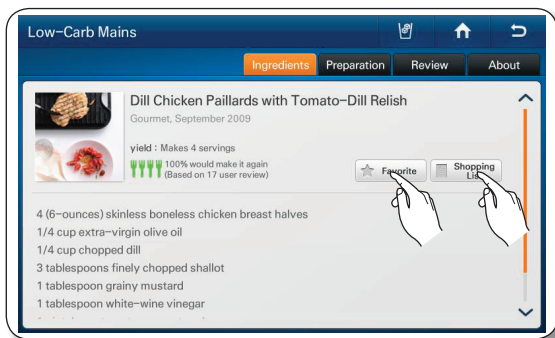 Low-Carb Mains
Ingredients Preparation Review About
Dill Chicken Paillards with Tomato-Dill Relish
Gourmet, September 2009
yield : Makes 4 servings
100% would make it again
(Based on 17 user review)
Favorite
Shopping
List
4 (6-ounces) skinless boneless chicken breast halves
1/4 cup extra-virgin olive oil
1/4 cup chopped dill
3 tablespoons finely chopped shallot
1 tablespoon grainy mustard
1 tablespoon white-wine vinegar